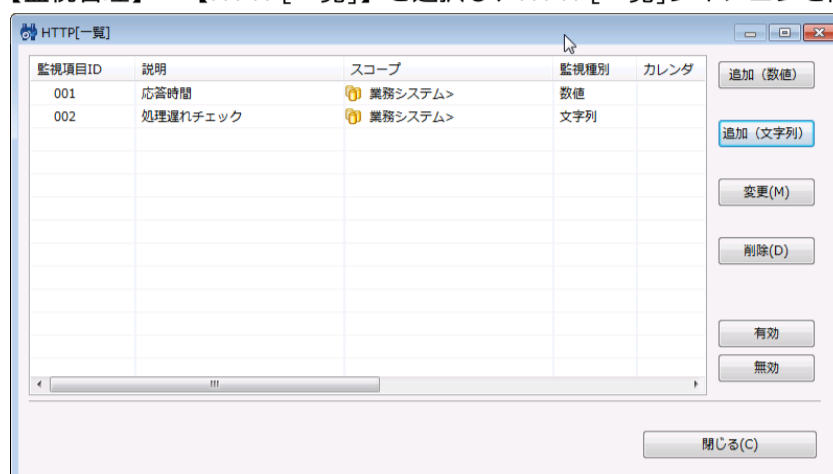 HTTP[一覧]
監視項目ID 説明 スコープ 監視種別 カレンダ
001 応答時間 業務システム> 数値
002 処理遅れチェック 業務システム> 文字列
追加（数値）
追加（文字列）
変更(M)
削除(D)
有効
無効
閉じる(C)